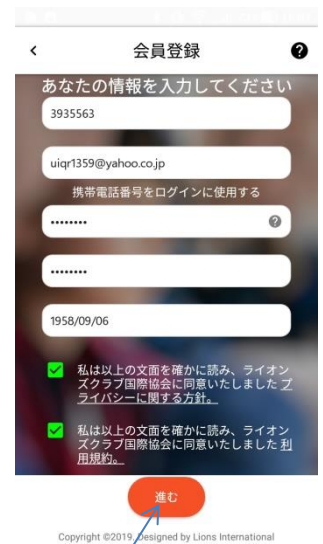 会員登録
あなたの情報を入力してください
3935563
uiqr1359@yahoo.co.jp
携帯電話番号をログインに使用する
••••••••
••••••••
1958/09/06
私は以上の文面を確かに読み、ライオン
ズクラブ国際協会に同意いたしました プ
ライバシーに関する方針。
私は以上の文面を確かに読み、ライオン
ズクラブ国際協会に同意いたしました 利
用規約。
進む
Copyright ©2019, Designed by Lions International